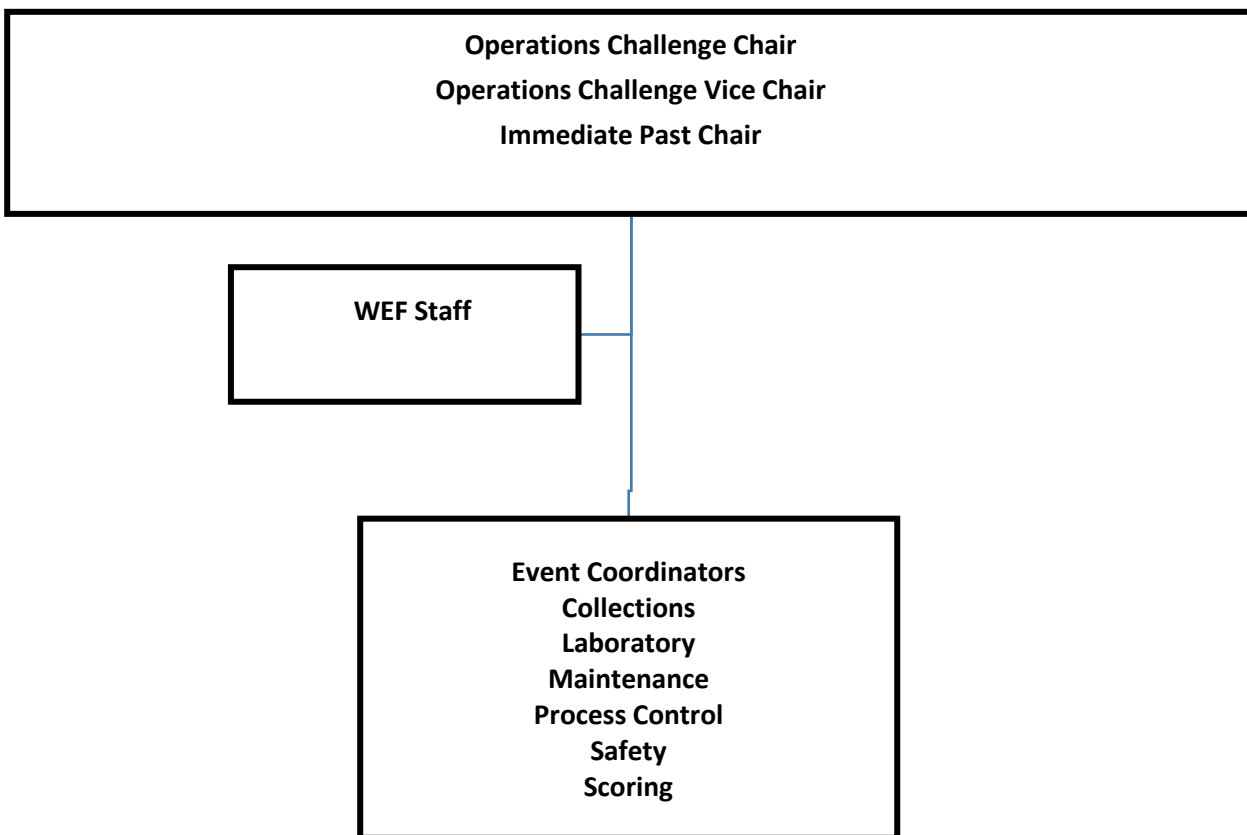 Operations Challenge Chair
Operations Challenge Vice Chair
Immediate Past Chair
WEF Staff
Event Coordinators
Collections
Laboratory
Maintenance
Process Control
Safety
Scoring